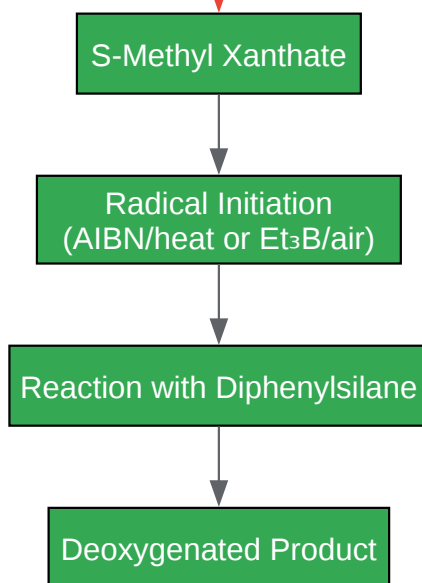 S-Methyl Xanthate
Radical Initiation
(AIBN/heat or Et₃B/air)
Reaction with Diphenylsilane
Deoxygenated Product